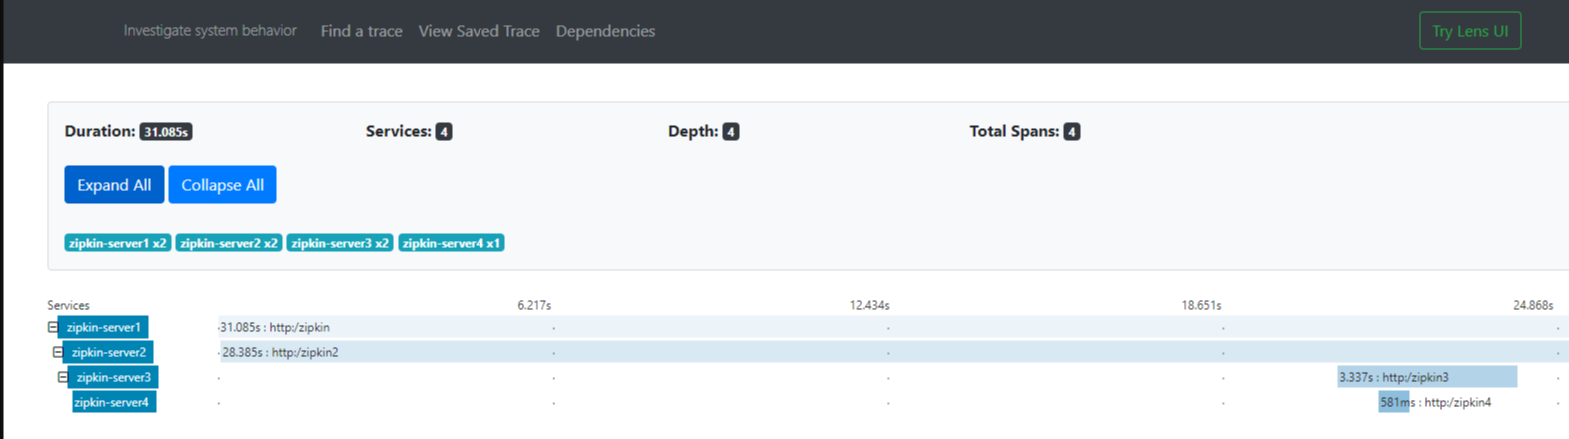 Investigate system behavior Find a trace View Saved Trace Dependencies Try Lens UI
Duration: 31.085s Services: 4 Depth: 4 Total Spans: 4
Expand All Collapse All
zipkin-server1 x2 zipkin-server2 x2 zipkin-server3 x2 zipkin-server4 x1
Services 6.217s 12.434s 18.651s 24.868s
zipkin-server1 31.085s : http:/zipkin
zipkin-server2 28.385s : http:/zipkin2
zipkin-server3 3.337s : http:/zipkin3
zipkin-server4 581ms : http:/zipkin4